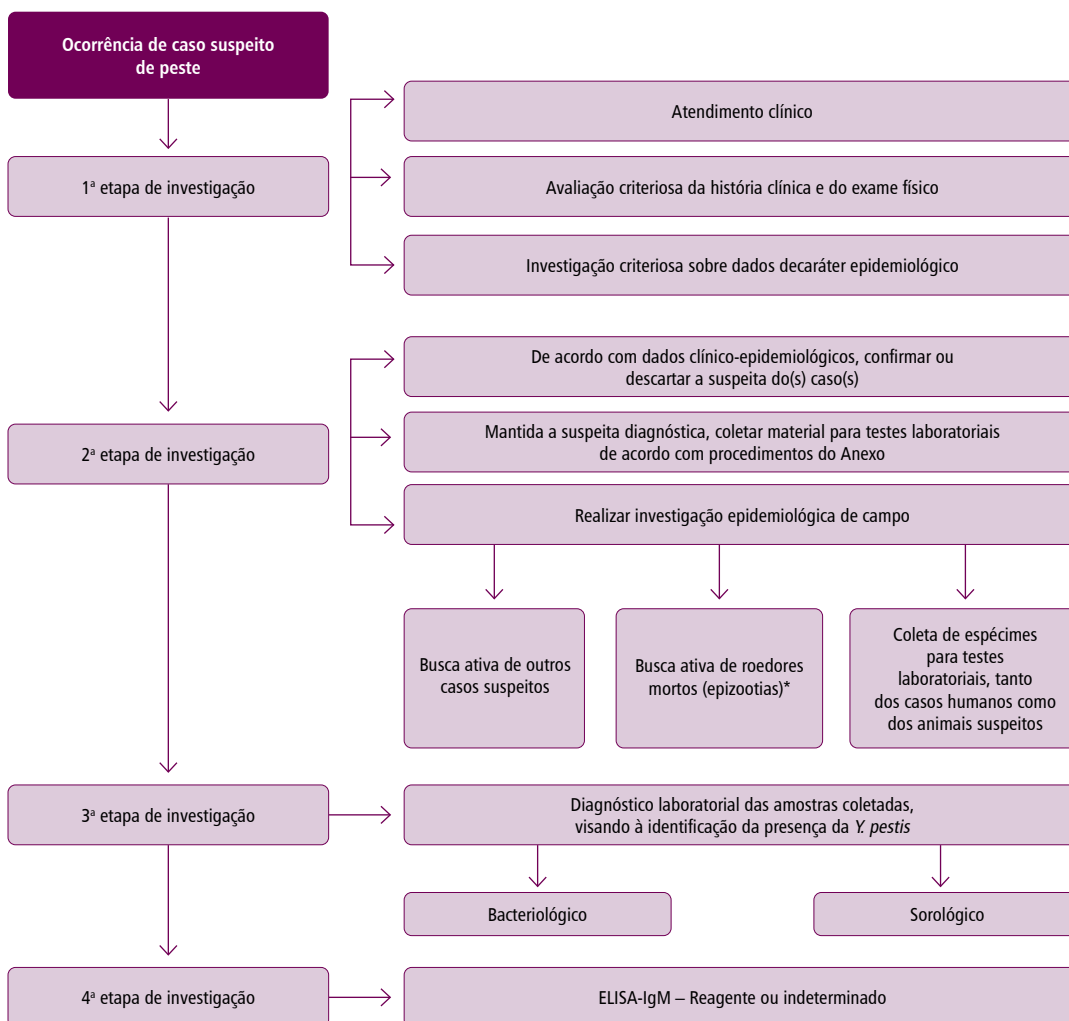 Ocorrência de caso suspeito
de peste
Atendimento clínico
1ª etapa de investigação
Avaliação criteriosa da história clínica e do exame físico
Investigação criteriosa sobre dados decaráter epidemiológico
De acordo com dados clínico-epidemiológicos, confirmar ou
descartar a suspeita do(s) caso(s)
2ª etapa de investigação
Mantida a suspeita diagnóstica, coletar material para testes laboratoriais
de acordo com procedimentos do Anexo
Realizar investigação epidemiológica de campo
Busca ativa de outros
casos suspeitos
Busca ativa de roedores
mortos (epizootias)*
Coleta de espécimes
para testes
laboratoriais, tanto
dos casos humanos como
dos animais suspeitos
3ª etapa de investigação
Diagnóstico laboratorial das amostras coletadas,
visando à identificação da presença da Y. pestis
Bacteriológico
Sorológico
4ª etapa de investigação
ELISA-IgM – Reagente ou indeterminado